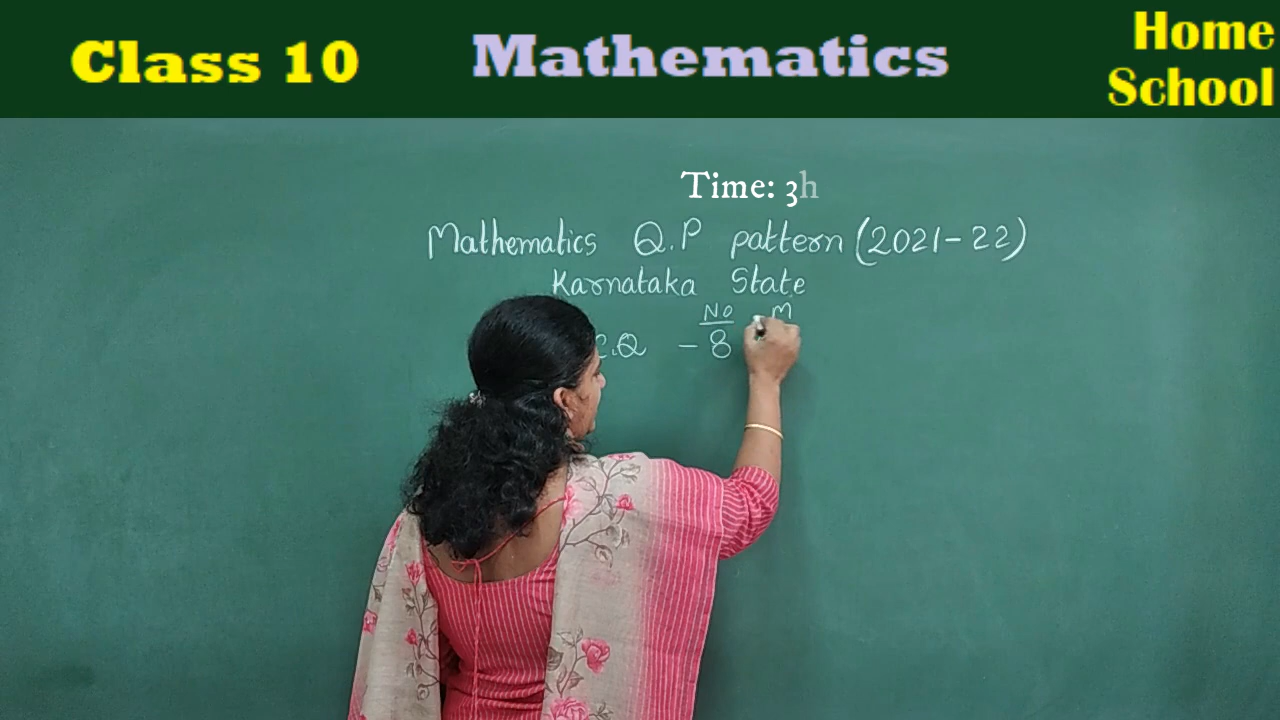 Class 10
Mathematics
Home
School
Time: 3h
Mathematics Q.P pattern (2021-22)
Karnataka State
No M
.Q - 8